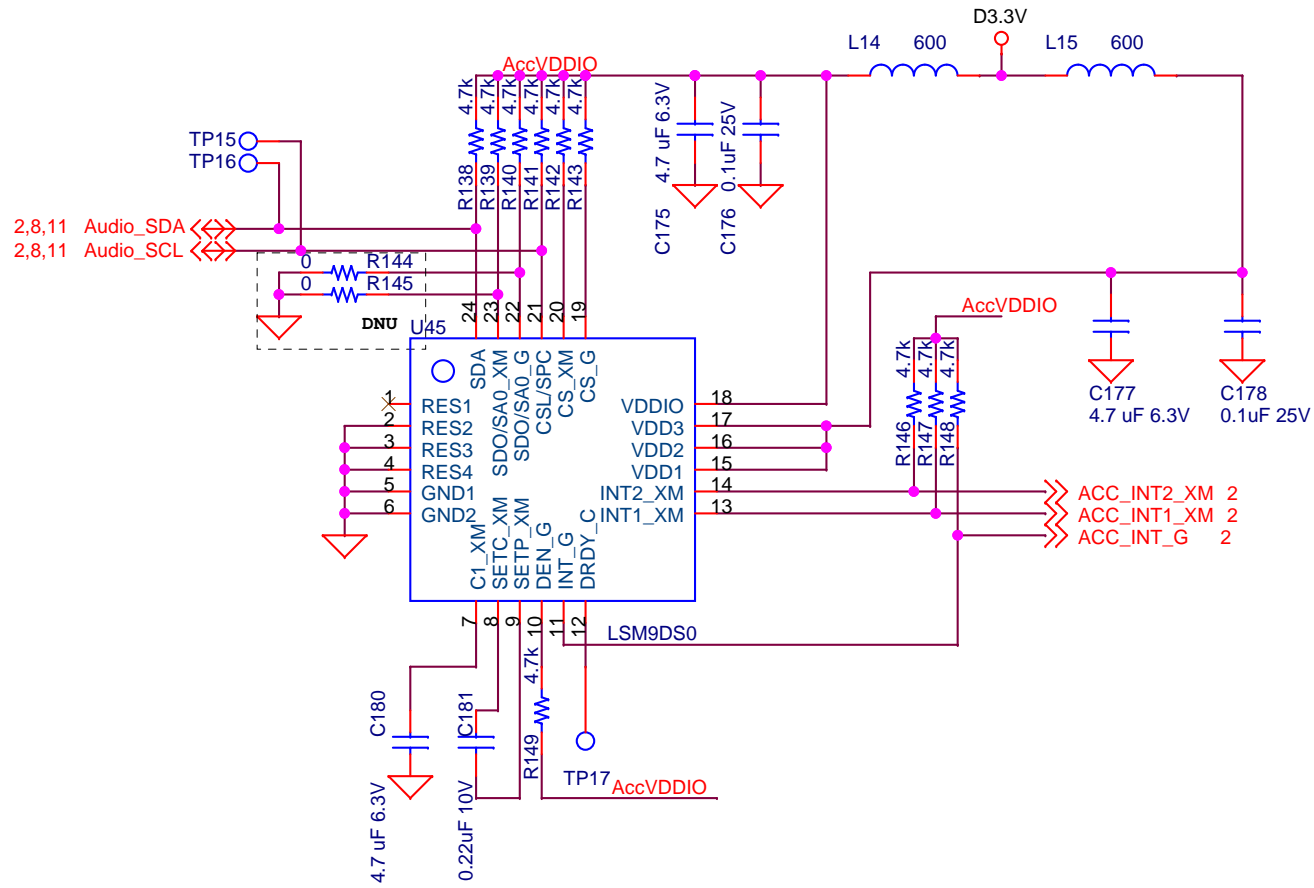 D3.3V
L14 600
L15 600
AccVDDIO
4.7k
4.7k
4.7k
4.7k
4.7k
4.7k
R138
R139
R140
R141
R142
R143
4.7 uF 6.3V
C175
0.1uF 25V
C176
TP15
TP16
2,8,11 Audio_SDA
2,8,11 Audio_SCL
0 R144
0 R145
DNU
U45
24
23
22
21
20
19
SDA
SDO/SA0_XM
SDO/SA0_G
CSL/SPC
CS_XM
CS_G
1 RES1
2 RES2
3 RES3
4 RES4
5 GND1
6 GND2
VDDIO 18
VDD3 17
VDD2 16
VDD1 15
INT2_XM 14
INT1_XM 13
C1_XM
SETC_XM
SETP_XM
DEN_G
INT_G
DRDY_C
7
8
9
10
11
12
LSM9DS0
AccVDDIO
4.7k
4.7k
4.7k
R146
R147
R148
C177
4.7 uF 6.3V
C178
0.1uF 25V
ACC_INT2_XM 2
ACC_INT1_XM 2
ACC_INT_G 2
C180
4.7 uF 6.3V
C181
0.22uF 10V
4.7k
R149
TP17
AccVDDIO